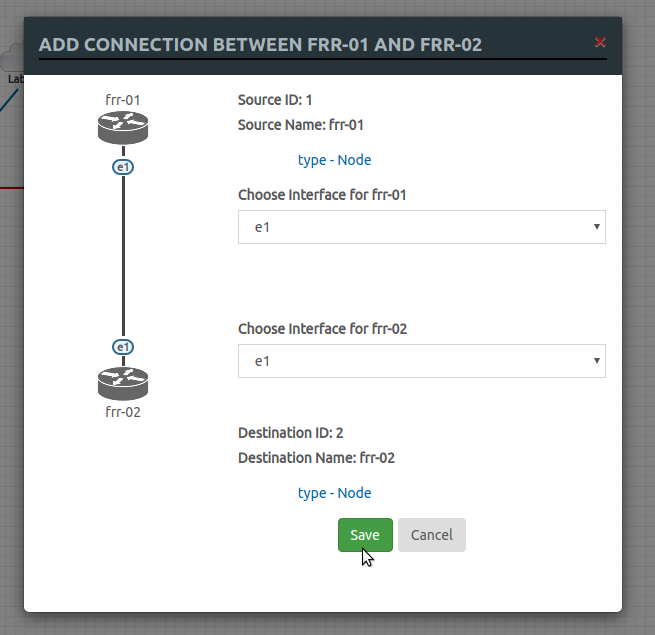 ADD CONNECTION BETWEEN FRR-01 AND FRR-02
Lab
frr-01
Source ID: 1
Source Name: frr-01
e1
type - Node
Choose Interface for frr-01
e1
Choose Interface for frr-02
e1
e1
frr-02
Destination ID: 2
Destination Name: frr-02
type - Node
Save
Cancel